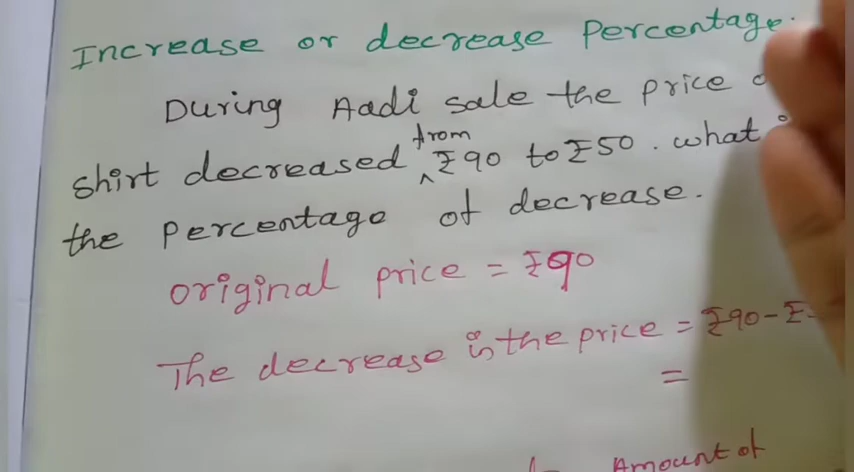 Increase or decrease Percentage.
During Aadi sale the price
shirt decreased from ₹90 to ₹50. what
the Percentage of decrease.
original price = ₹90
The decrease in the price = ₹90 - ₹
=
Amount of